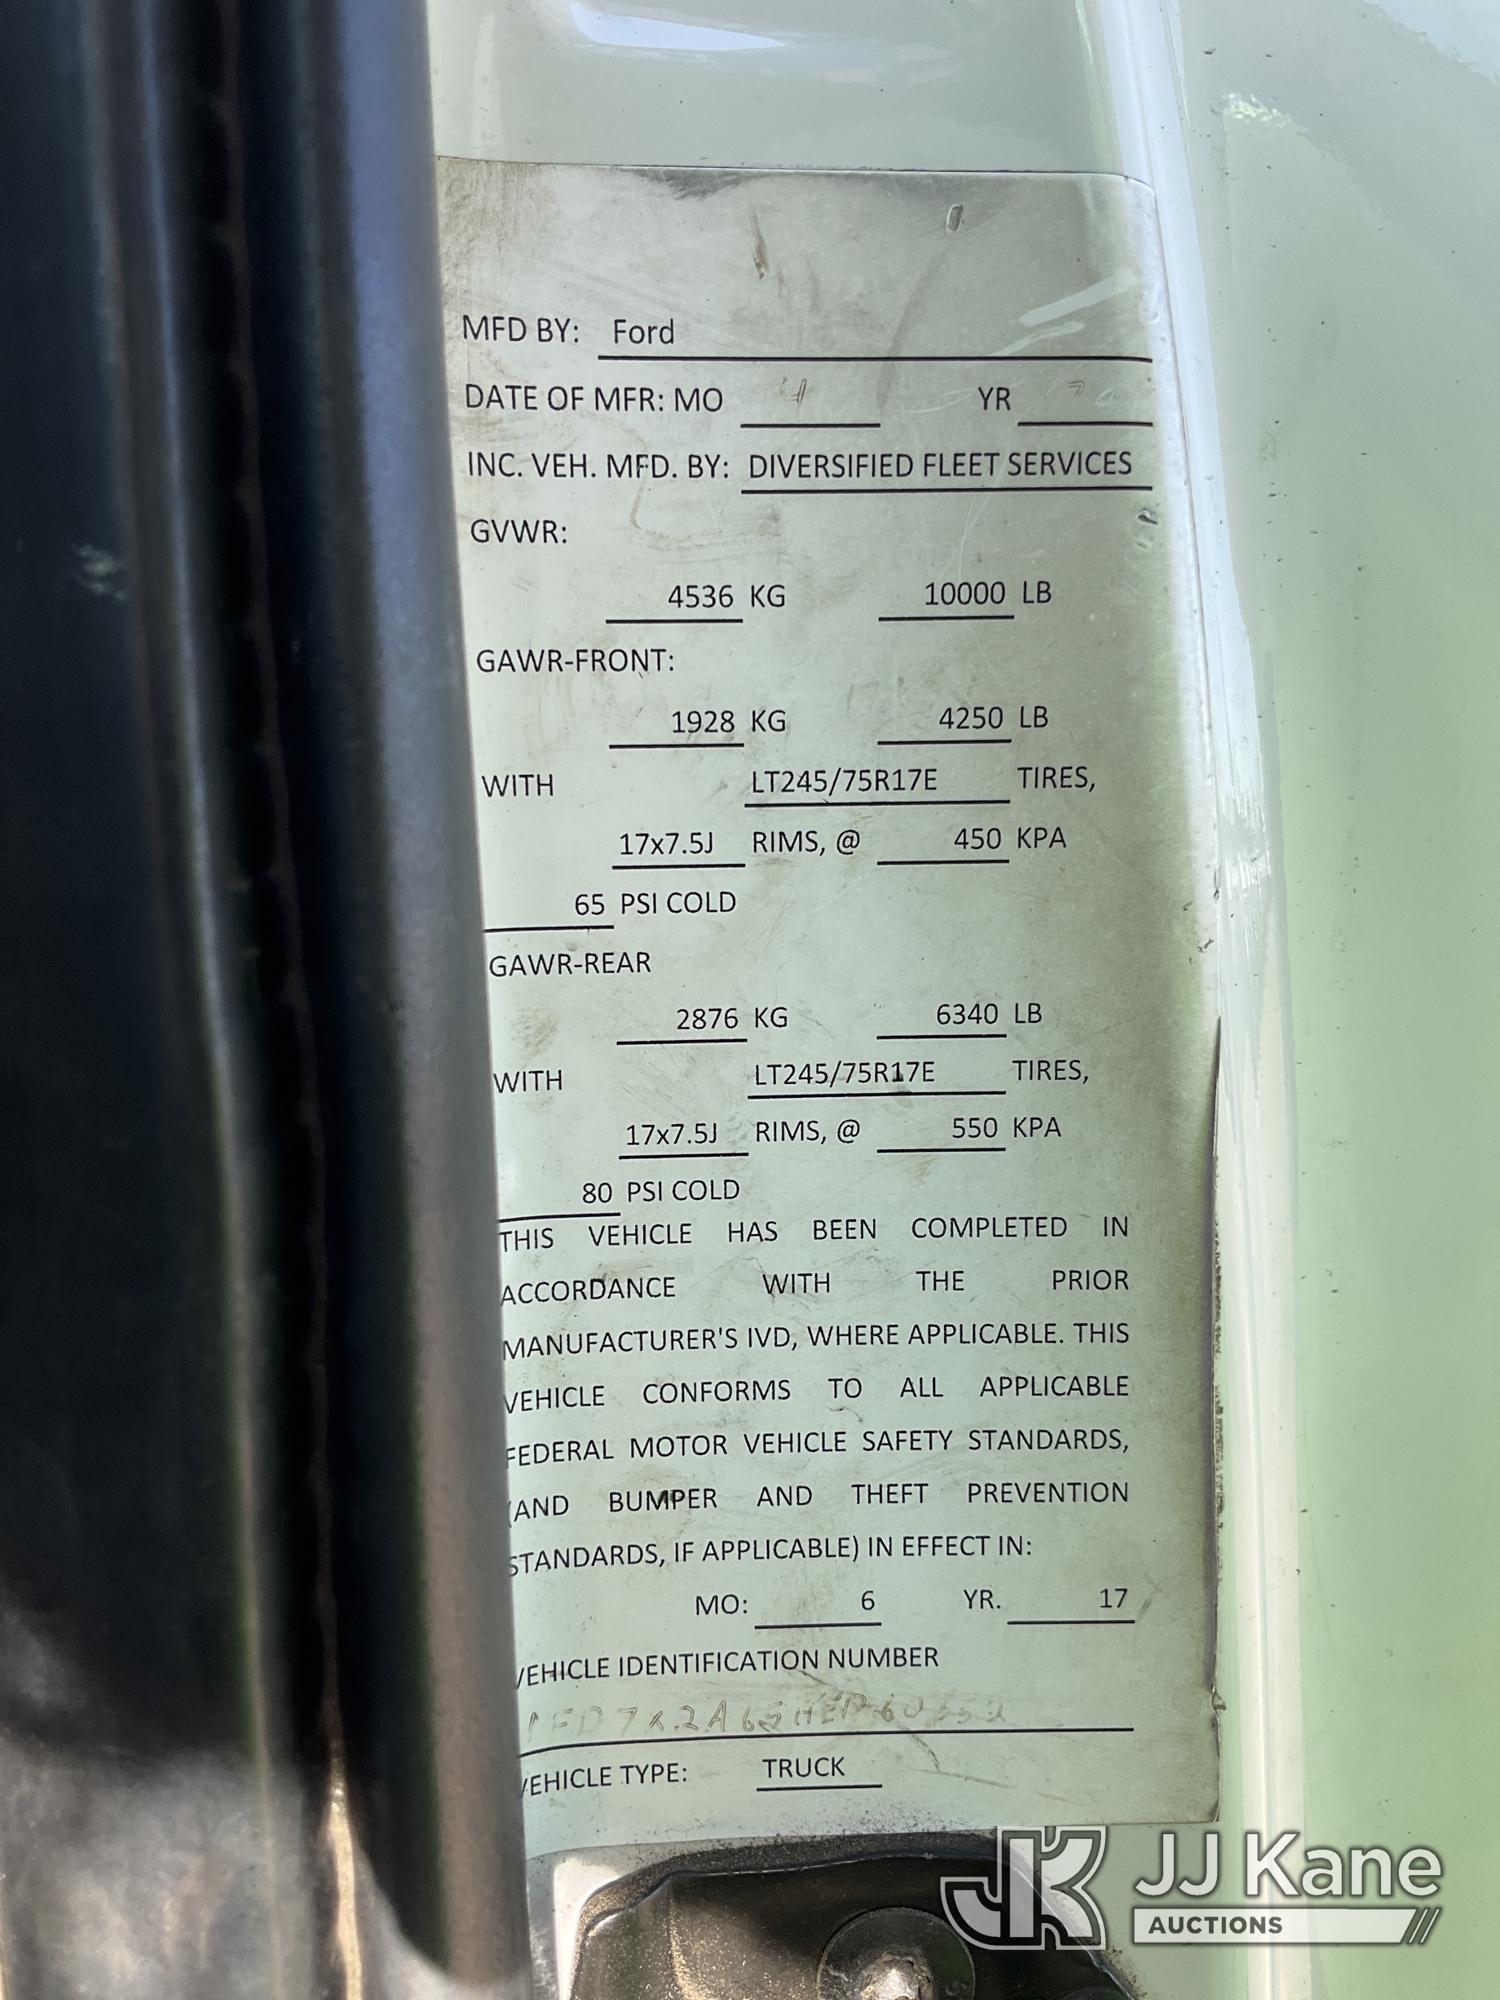 MFD BY: Ford
DATE OF MFR: MO YR
INC. VEH. MFD. BY: DIVERSIFIED FLEET SERVICES
GVWR:
4536 KG 10000 LB
GAWR-FRONT:
1928 KG 4250 LB
WITH LT245/75R17E TIRES,
17x7.5J RIMS, @ 450 KPA
65 PSI COLD
GAWR-REAR
2876 KG 6340 LB
WITH LT245/75R17E TIRES,
17x7.5J RIMS, @ 550 KPA
80 PSI COLD
THIS VEHICLE HAS BEEN COMPLETED IN
ACCORDANCE WITH THE PRIOR
MANUFACTURER'S IVD, WHERE APPLICABLE. THIS
VEHICLE CONFORMS TO ALL APPLICABLE
FEDERAL MOTOR VEHICLE SAFETY STANDARDS,
(AND BUMPER AND THEFT PREVENTION
STANDARDS, IF APPLICABLE) IN EFFECT IN:
MO: 6 YR. 17
VEHICLE IDENTIFICATION NUMBER
VEHICLE TYPE: TRUCK
JK JJ Kane
AUCTIONS